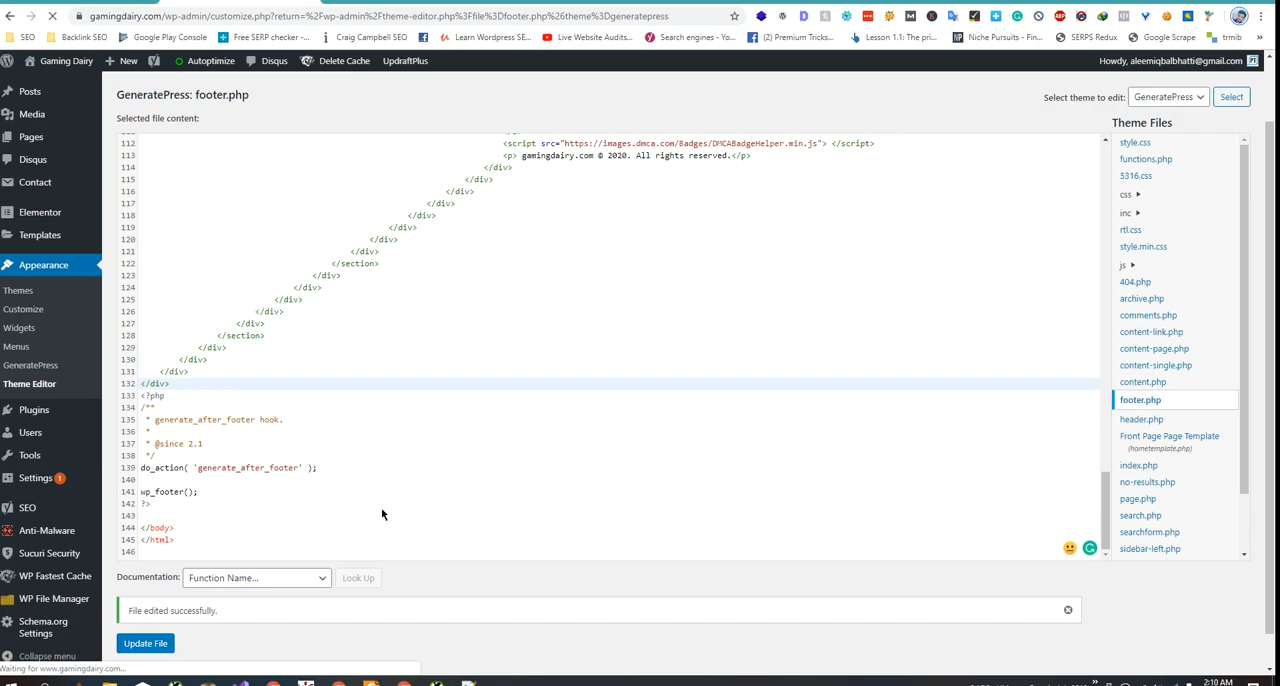 gamingdairy.com/wp-admin/customize.php?return=%2Fwp-admin%2Ftheme-editor.php%3Ffile%3Dfooter.php%26theme%3Dgeneratepress
SEO Backlink SEO Google Play Console Free SERP checker -... Craig Campbell SEO Learn Wordpress SE... Live Website Audits... Search engines - Yo... (2) Premium Tricks... Lesson 1.1: The pri... Niche Pursuits - Fin... SERPS Redux Google Scrape trmib »
Gaming Dairy + New Autoptimize Disqus Delete Cache UpdraftPlus Howdy, aleemiqbalbhatti@gmail.com
Posts
Media
Pages
Disqus
Contact
Elementor
Templates
Appearance
Themes
Customize
Widgets
Menus
GeneratePress
Theme Editor
Plugins
Users
Tools
Settings 1
SEO
Anti-Malware
Sucuri Security
WP Fastest Cache
WP File Manager
Schema.org
Settings
Collapse menu
GeneratePress: footer.php
Select theme to edit: GeneratePress Select
Selected file content:
112 <script src="https://images.dmca.com/Badges/DMCABadgeHelper.min.js"> </script>
113 <p> gamingdairy.com © 2020. All rights reserved.</p>
114 </div>
115 </div>
116 </div>
117 </div>
118 </div>
119 </div>
120 </div>
121 </div>
122 </section>
123 </div>
124 </div>
125 </div>
126 </div>
127 </div>
128 </section>
129 </div>
130 </div>
131 </div>
132 </div>
133 <?php
134 /**
135 * generate_after_footer hook.
136 *
137 * @since 2.1
138 */
139 do_action( 'generate_after_footer' );
140
141 wp_footer();
142 ?>
143
144 </body>
145 </html>
146
Theme Files
style.css
functions.php
5316.css
css
inc
rtl.css
style.min.css
js
404.php
archive.php
comments.php
content-link.php
content-page.php
content-single.php
content.php
footer.php
header.php
Front Page Page Template
(hometemplate.php)
index.php
no-results.php
page.php
search.php
searchform.php
sidebar-left.php
Documentation: Function Name... Look Up
File edited successfully.
Update File
Waiting for www.gamingdairy.com...
2:10 AM